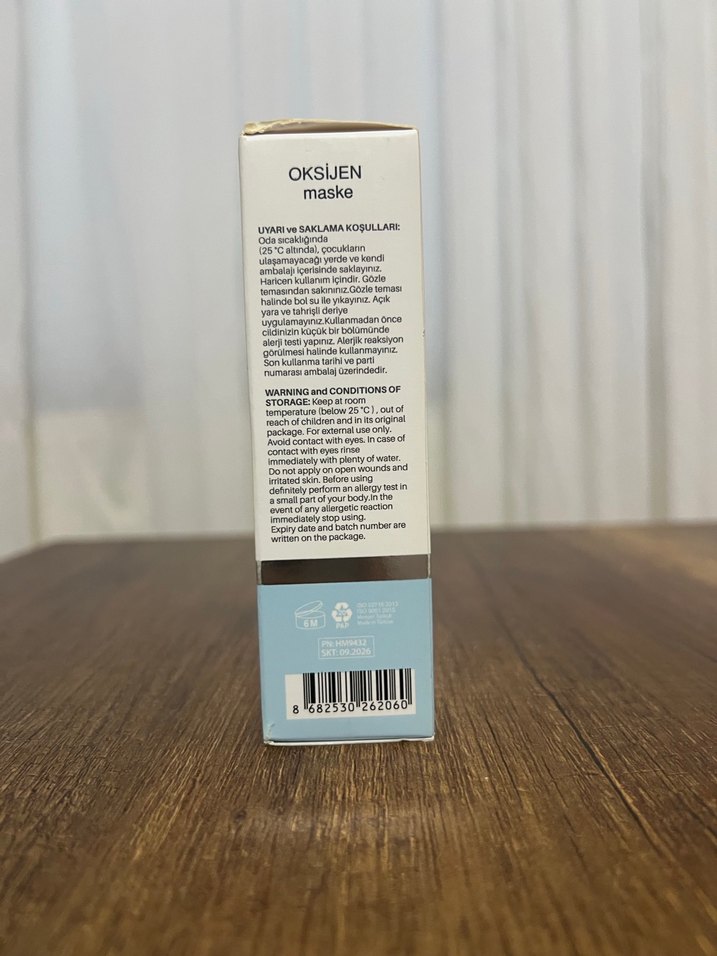 OKSİJEN
maske
UYARI ve SAKLAMA KOŞULLARI:
Oda sıcaklığında
(25 °C altında), çocukların
ulaşamayacağı yerde ve kendi
ambalajı içerisinde saklayınız.
Haricen kullanım içindir. Gözle
temasından sakınınız.Gözle teması
halinde bol su ile yıkayınız. Açık
yara ve tahrişli deriye
uygulamayınız.Kullanmadan önce
cildinizin küçük bir bölümünde
alerji testi yapınız. Alerjik reaksiyon
görülmesi halinde kullanmayınız.
Son kullanma tarihi ve parti
numarası ambalaj üzerindedir.
WARNING and CONDITIONS OF
STORAGE: Keep at room
temperature (below 25 °C ) , out of
reach of children and in its original
package. For external use only.
Avoid contact with eyes. In case of
contact with eyes rinse
immediately with plenty of water.
Do not apply on open wounds and
irritated skin. Before using
definitely perform an allergy test in
a small part of your body.In the
event of any allergetic reaction
immediately stop using.
Expiry date and batch number are
written on the package.
6M
PAP
ISO 22716:2013
ISO 9001:2015
PN: HM9432
SKT: 09.2026
8 682530 262060